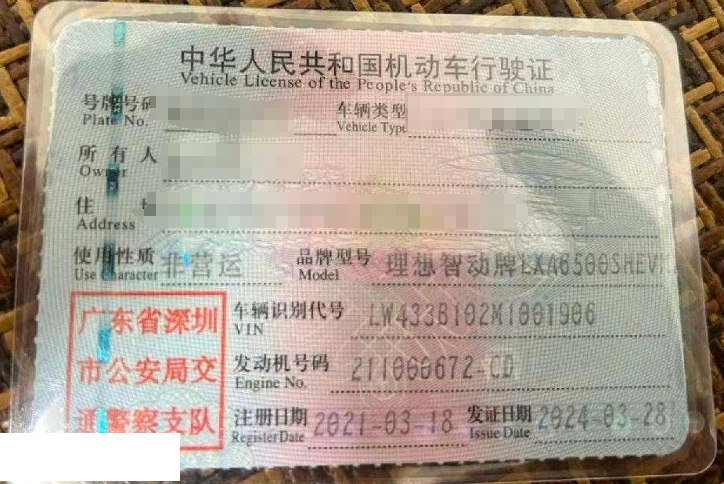 中华人民共和国机动车行驶证
Vehicle License of the People's Republic of China
号牌号码 车辆类型
Plate No. Vehicle Type
所有人
Owner
住
Address
使用性质 非营运 品牌型号 理想智动牌LXA6500SHEV
Use Character Model
广东省深圳
市公安局交
通警察支队
车辆识别代号 LW433B102M1001906
VIN
发动机号码 211060672-CD
Engine No.
注册日期 2021-03-18 发证日期 2024-03-28
Register Date Issue Date